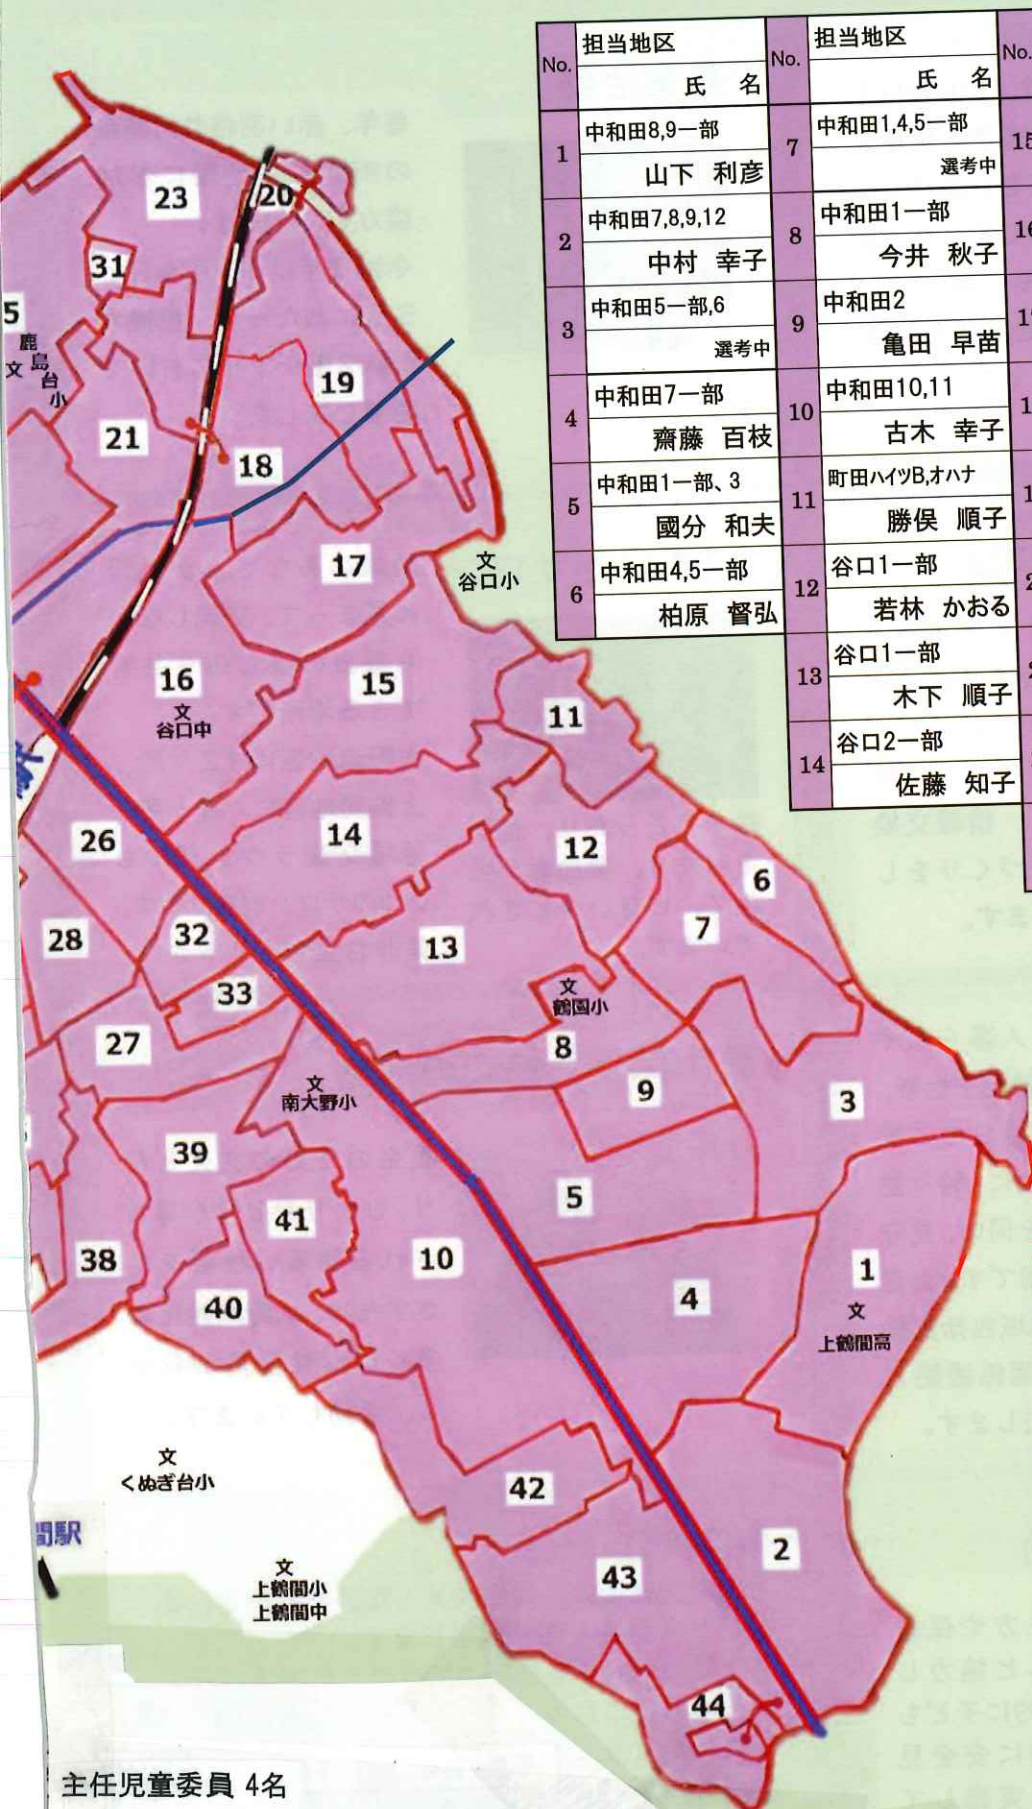 No.
担当地区
氏 名
No.
担当地区
氏 名
No.
1
中和田8,9一部
山下 利彦
2
中和田7,8,9,12
中村 幸子
3
中和田5一部,6
選考中
4
中和田7一部
齋藤 百枝
5
中和田1一部、3
國分 和夫
6
中和田4,5一部
柏原 督弘
7
中和田1,4,5一部
選考中
8
中和田1一部
今井 秋子
9
中和田2
亀田 早苗
10
中和田10,11
古木 幸子
11
町田ハイツB,オハナ
勝俣 順子
12
谷口1一部
若林 かおる
13
谷口1一部
木下 順子
14
谷口2一部
佐藤 知子
15
16
23
20
31
5
文
鹿島台小
19
21
18
17
文
谷口小
16
文
谷口中
15
11
14
26
12
6
7
28
32
13
33
文
鶴園小
27
8
文
南大野小
9
3
39
5
41
10
38
1
4
40
文
上鶴間高
文
くぬぎ台小
42
間駅
2
43
文
上鶴間小
上鶴間中
44
主任児童委員 4名